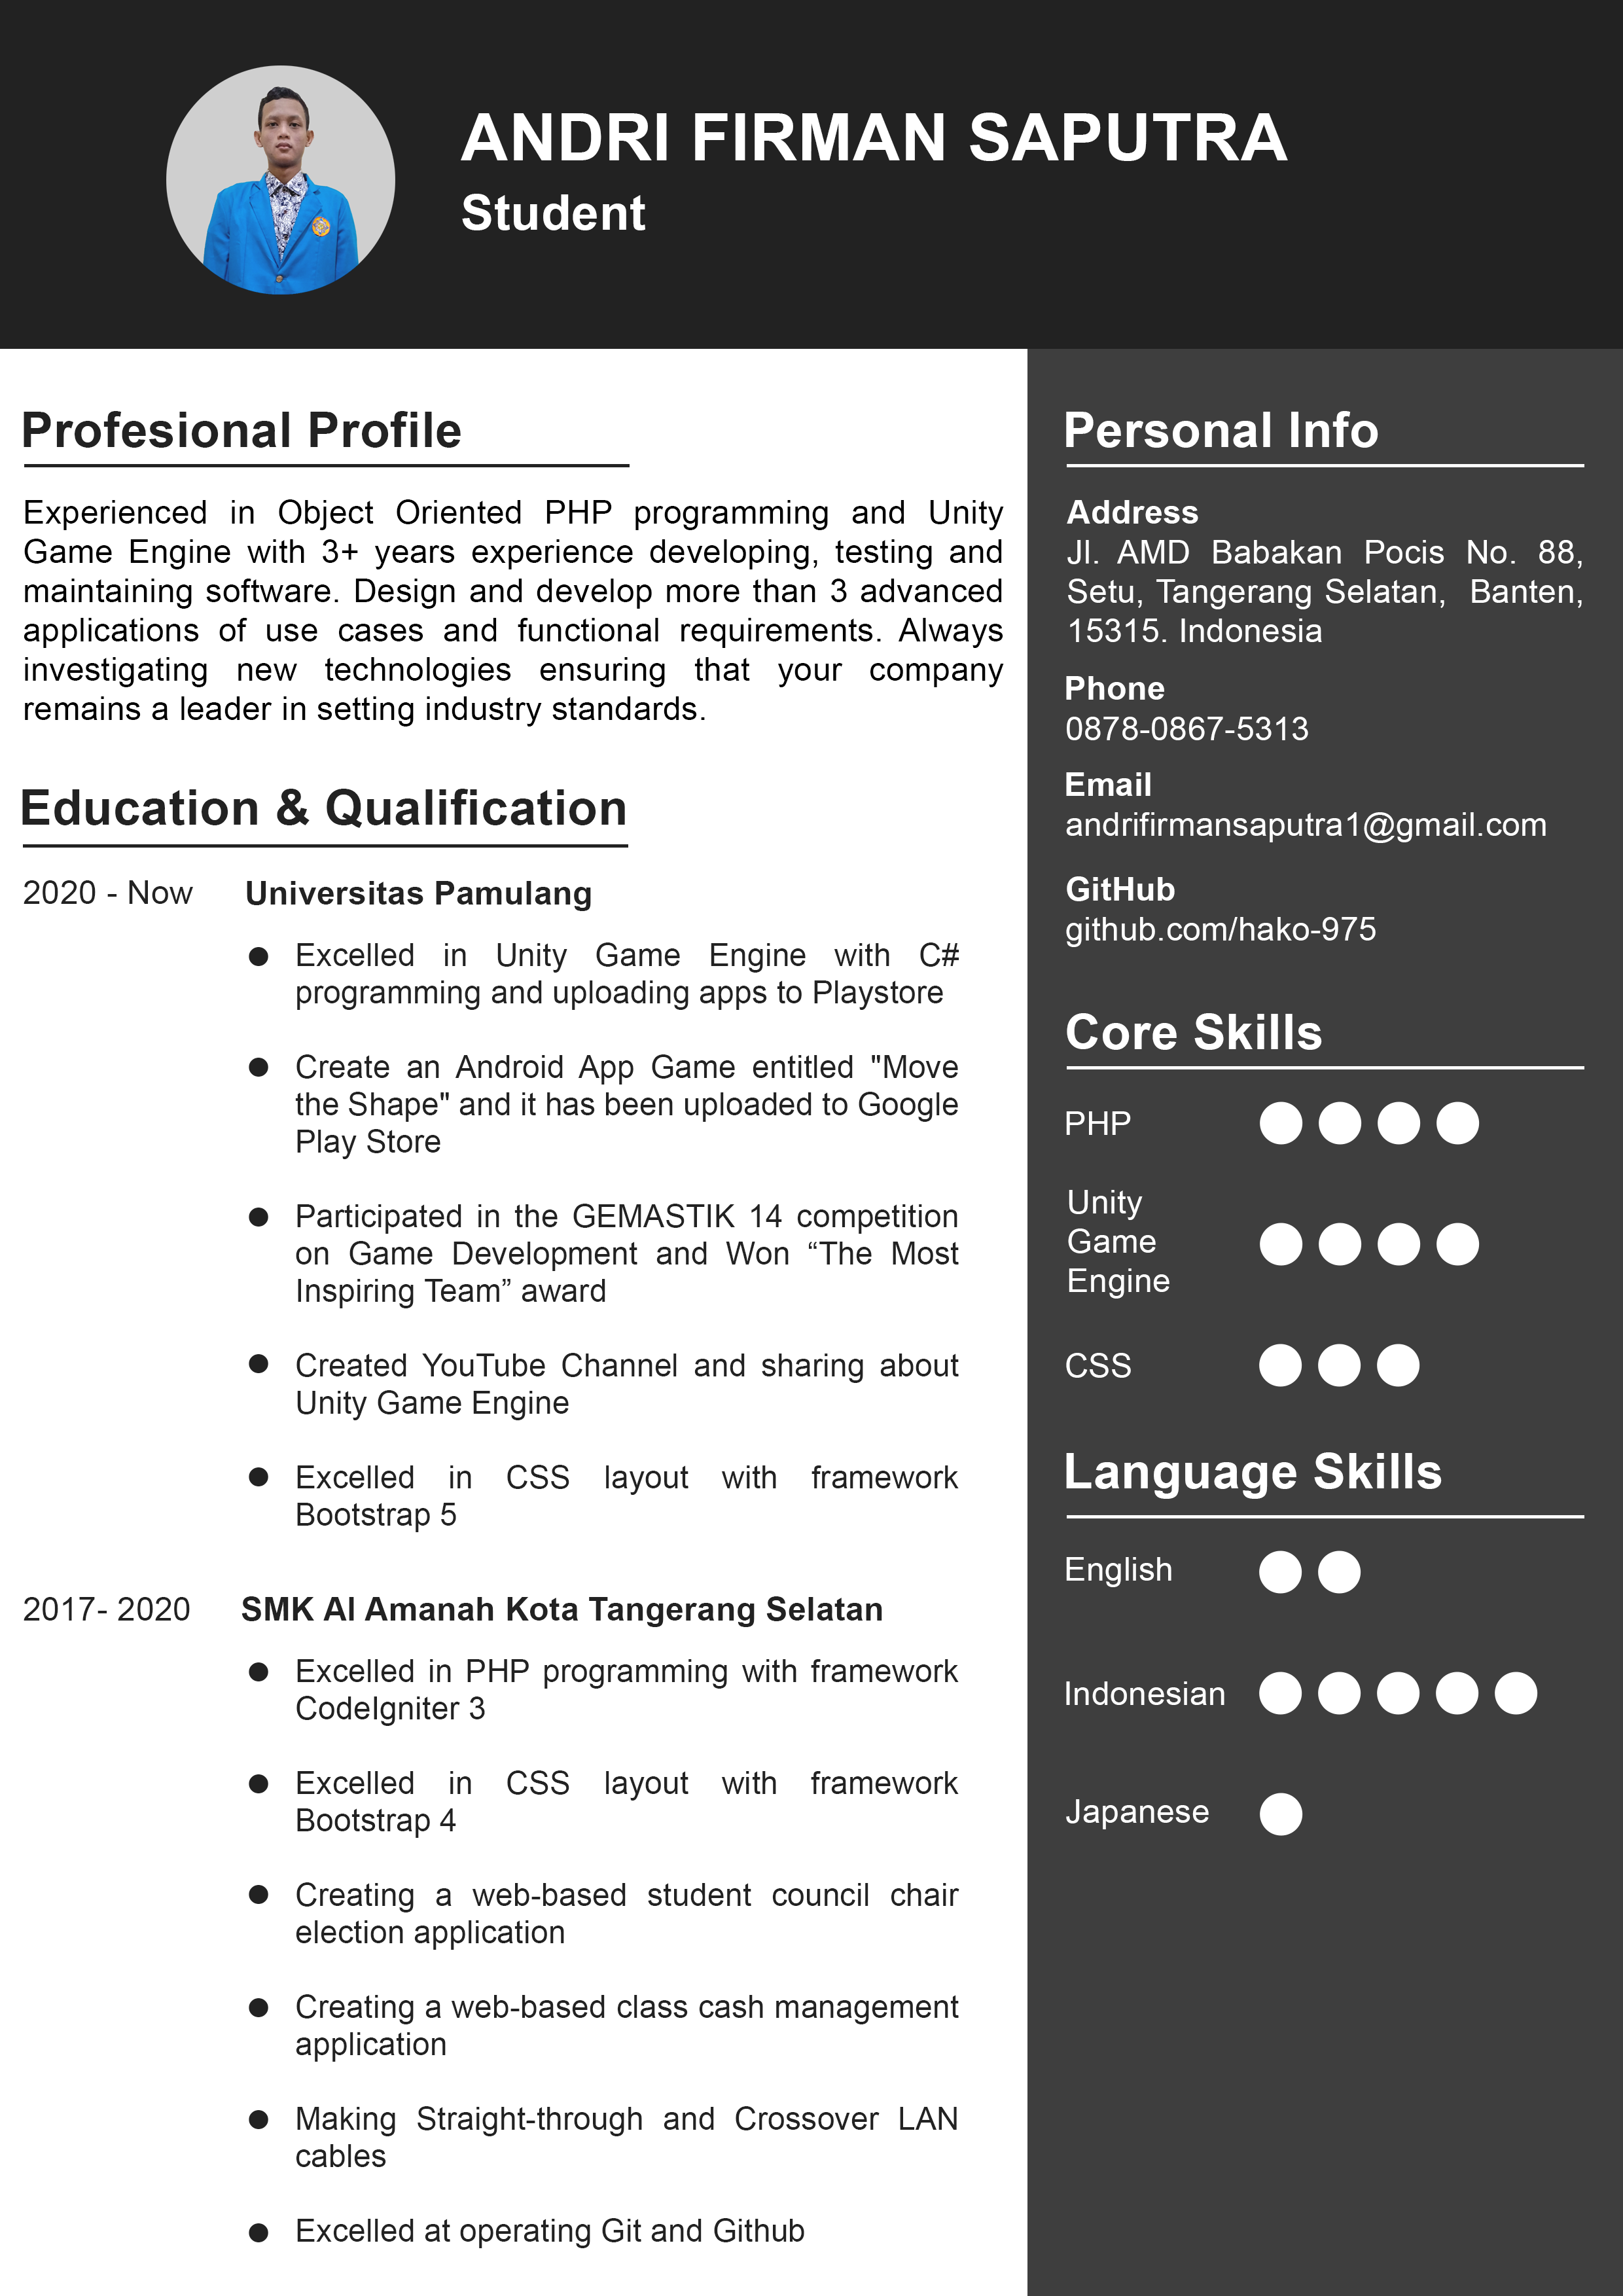 ANDRI FIRMAN SAPUTRA
Student
Profesional Profile
Experienced in Object Oriented PHP programming and Unity
Game Engine with 3+ years experience developing, testing and
maintaining software. Design and develop more than 3 advanced
applications of use cases and functional requirements. Always
investigating new technologies ensuring that your company
remains a leader in setting industry standards.
Education & Qualification
2020 - Now
Universitas Pamulang
● Excelled in Unity Game Engine with C#
programming and uploading apps to Playstore
● Create an Android App Game entitled "Move
the Shape" and it has been uploaded to Google
Play Store
● Participated in the GEMASTIK 14 competition
on Game Development and Won “The Most
Inspiring Team” award
● Created YouTube Channel and sharing about
Unity Game Engine
● Excelled in CSS layout with framework
Bootstrap 5
2017- 2020
SMK Al Amanah Kota Tangerang Selatan
● Excelled in PHP programming with framework
CodeIgniter 3
● Excelled in CSS layout with framework
Bootstrap 4
● Creating a web-based student council chair
election application
● Creating a web-based class cash management
application
● Making Straight-through and Crossover LAN
cables
● Excelled at operating Git and Github
Personal Info
Address
Jl. AMD Babakan Pocis No. 88,
Setu, Tangerang Selatan, Banten,
15315. Indonesia
Phone
0878-0867-5313
Email
andrifirmansaputra1@gmail.com
GitHub
github.com/hako-975
Core Skills
PHP
Unity
Game
Engine
CSS
Language Skills
English
Indonesian
Japanese